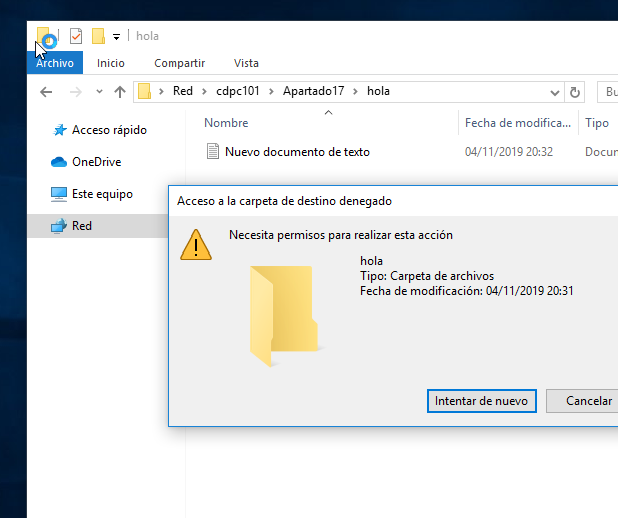 hola
Archivo Inicio Compartir Vista
Red cdpc101 Apartado17 hola Bu
Nombre Fecha de modifica... Tipo
Acceso rápido
Nuevo documento de texto 04/11/2019 20:32 Docun
OneDrive
Este equipo
Red
Acceso a la carpeta de destino denegado
Necesita permisos para realizar esta acción
hola
Tipo: Carpeta de archivos
Fecha de modificación: 04/11/2019 20:31
Intentar de nuevo Cancelar